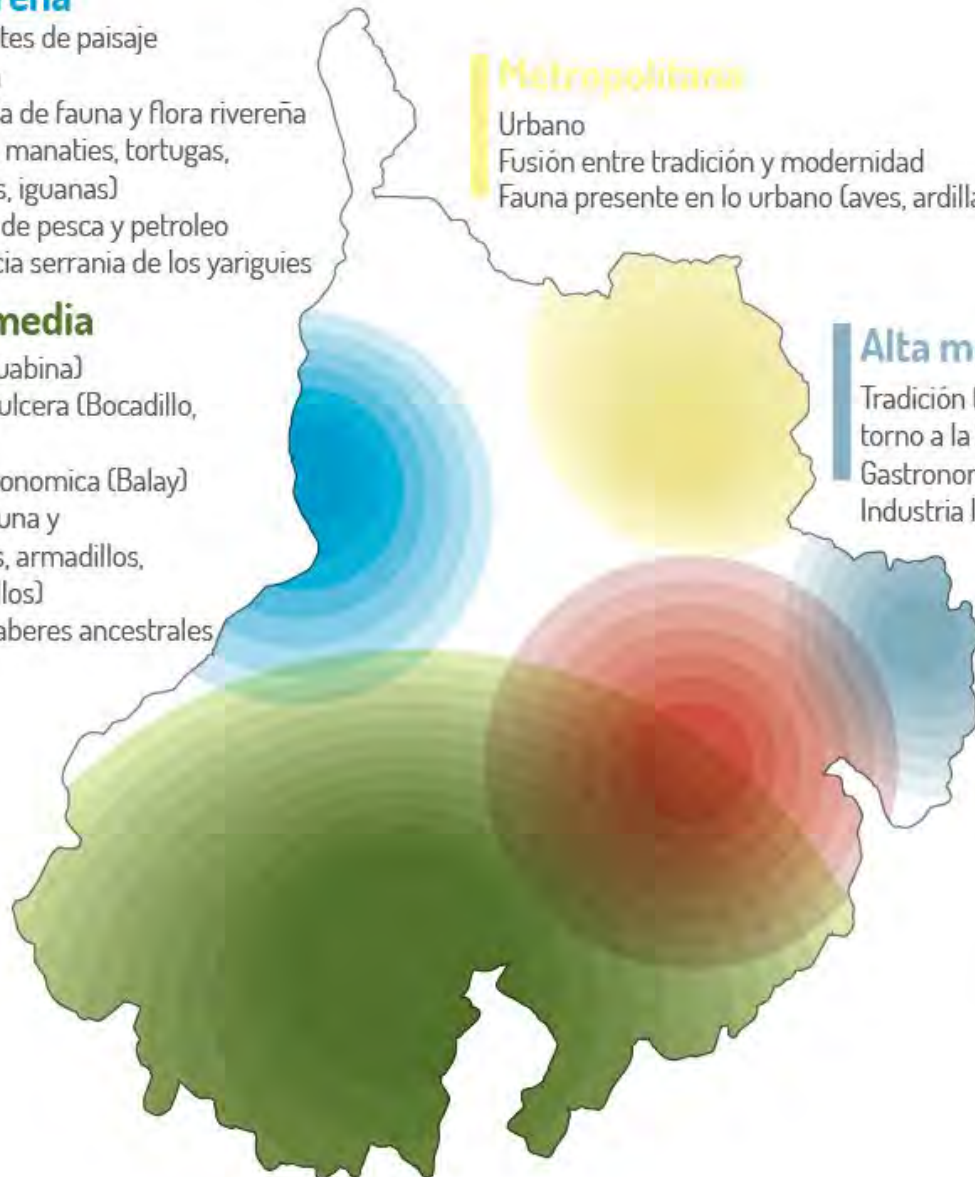 tes de paisaje
a de fauna y flora rivereña
manaties, tortugas,
s, iguanas)
de pesca y petroleo
cia serrania de los yariguies
media
uabina)
ulcera (Bocadillo,
onomica (Balay)
una y
s, armadillos,
llos)
aberes ancestrales
Metropolitana
Urbano
Fusión entre tradición y modernidad
Fauna presente en lo urbano (aves, ardilla
Alta m
Tradición
torno a la
Gastronor
Industria